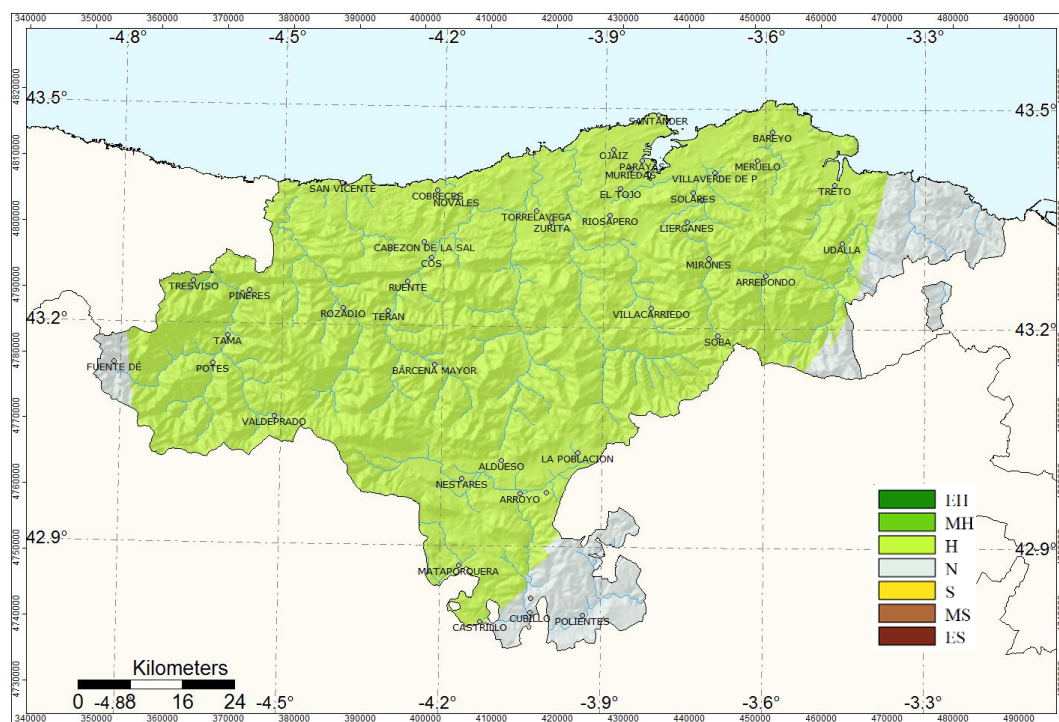 340000 350000 360000 370000 380000 390000 400000 410000 420000 430000 440000 450000 460000 470000 480000 490000
-4.8° -4.5° -4.2° -3.9° -3.6° -3.3°
4820000
43.5° 43.5°
SANTANDER
BAREYO
4810000
OJAIZ
PARAYAS
MERUELO
MURIEDAS
VILLAVERDE DE P
SAN VICENTE
COBRECES
EL TOJO
TRETO
NOVALES
SOLARES
4800000
TORRELAVEGA
RIOSAPERO
ZURITA
LIERGANES
CABEZON DE LA SAL
UDALLA
COS
MIRONES
4790000
TRESVISO
PIÑERES
RUENTE
ARREDONDO
ROZADIO
TERAN
VILLACARRIEDO
43.2° 43.2°
TAMA
SOBA
4780000
FUENTE DÉ
POTES
BÁRCENA MAYOR
4770000
VALDEPRADO
LA POBLACION
ALDUESO
4760000
NESTARES
ARROYO
EH
MH
42.9° H 42.9°
4750000
N
MATAPORQUERA
S
MS
4740000
CUBILLO
POLIENTES
CASTRILLO
ES
Kilometers
4730000
0 4 8 16 24
-4.5° -4.2° -3.9° -3.6° -3.3°
340000 350000 360000 370000 380000 390000 400000 410000 420000 430000 440000 450000 460000 470000 480000 490000